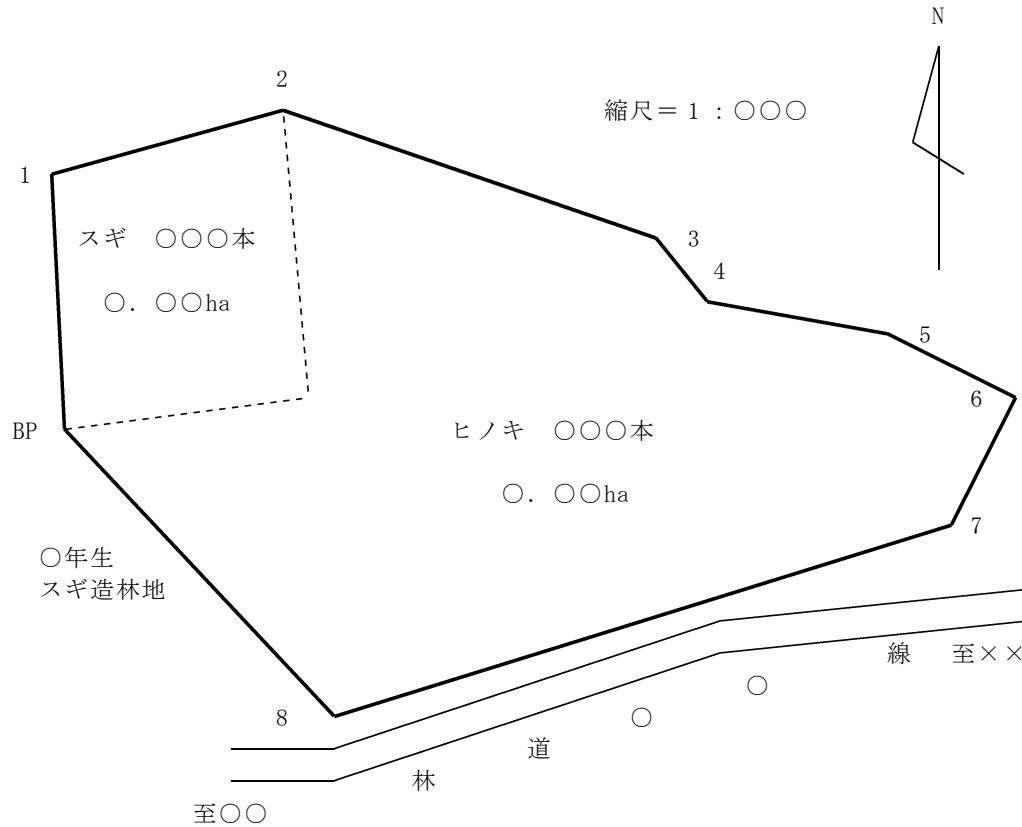 N
2
縮尺＝1：○○○
1
スギ　○○○本
3
4
○．○○ha
5
6
BP
ヒノキ　○○○本
○．○○ha
7
○年生
スギ造林地
林　道　○　○　線　至××
8
至○○